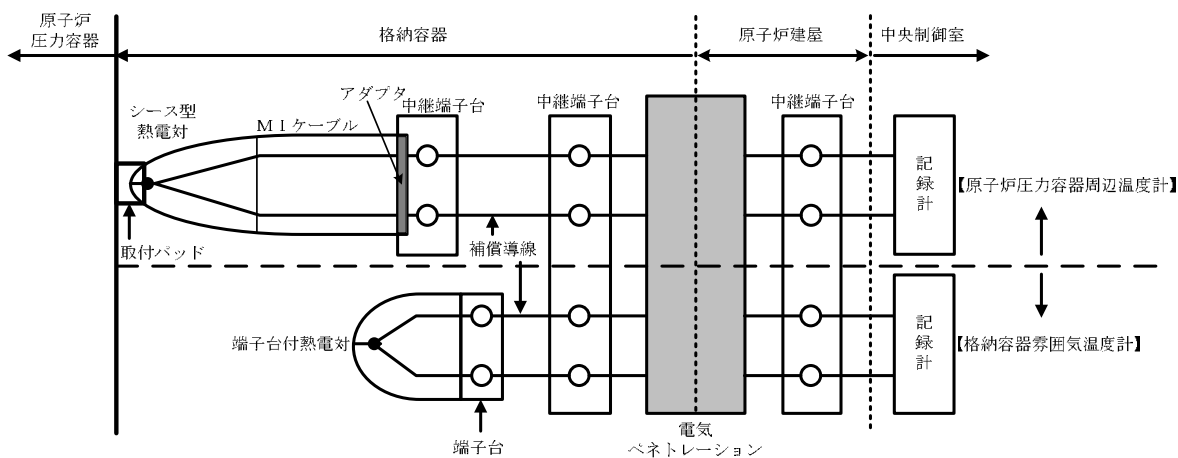 原子炉
圧力容器
格納容器
原子炉建屋
中央制御室
シース型
熱電対
MIケーブル
アダプタ
中継端子台
中継端子台
中継端子台
記録計
【原子炉圧力容器周辺温度計】
取付パッド
補償導線
端子台付熱電対
記録計
【格納容器雰囲気温度計】
端子台
電気
ペネトレーション